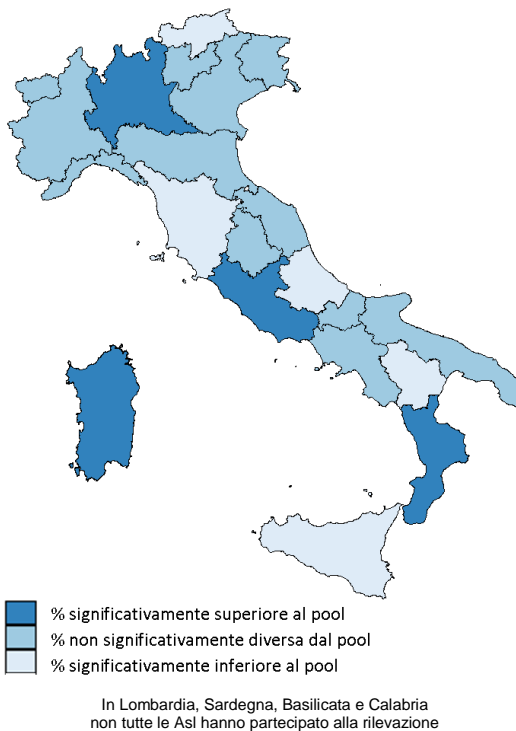 % significativamente superiore al pool
% non significativamente diversa dal pool
% significativamente inferiore al pool
In Lombardia, Sardegna, Basilicata e Calabria
non tutte le Asl hanno partecipato alla rilevazione